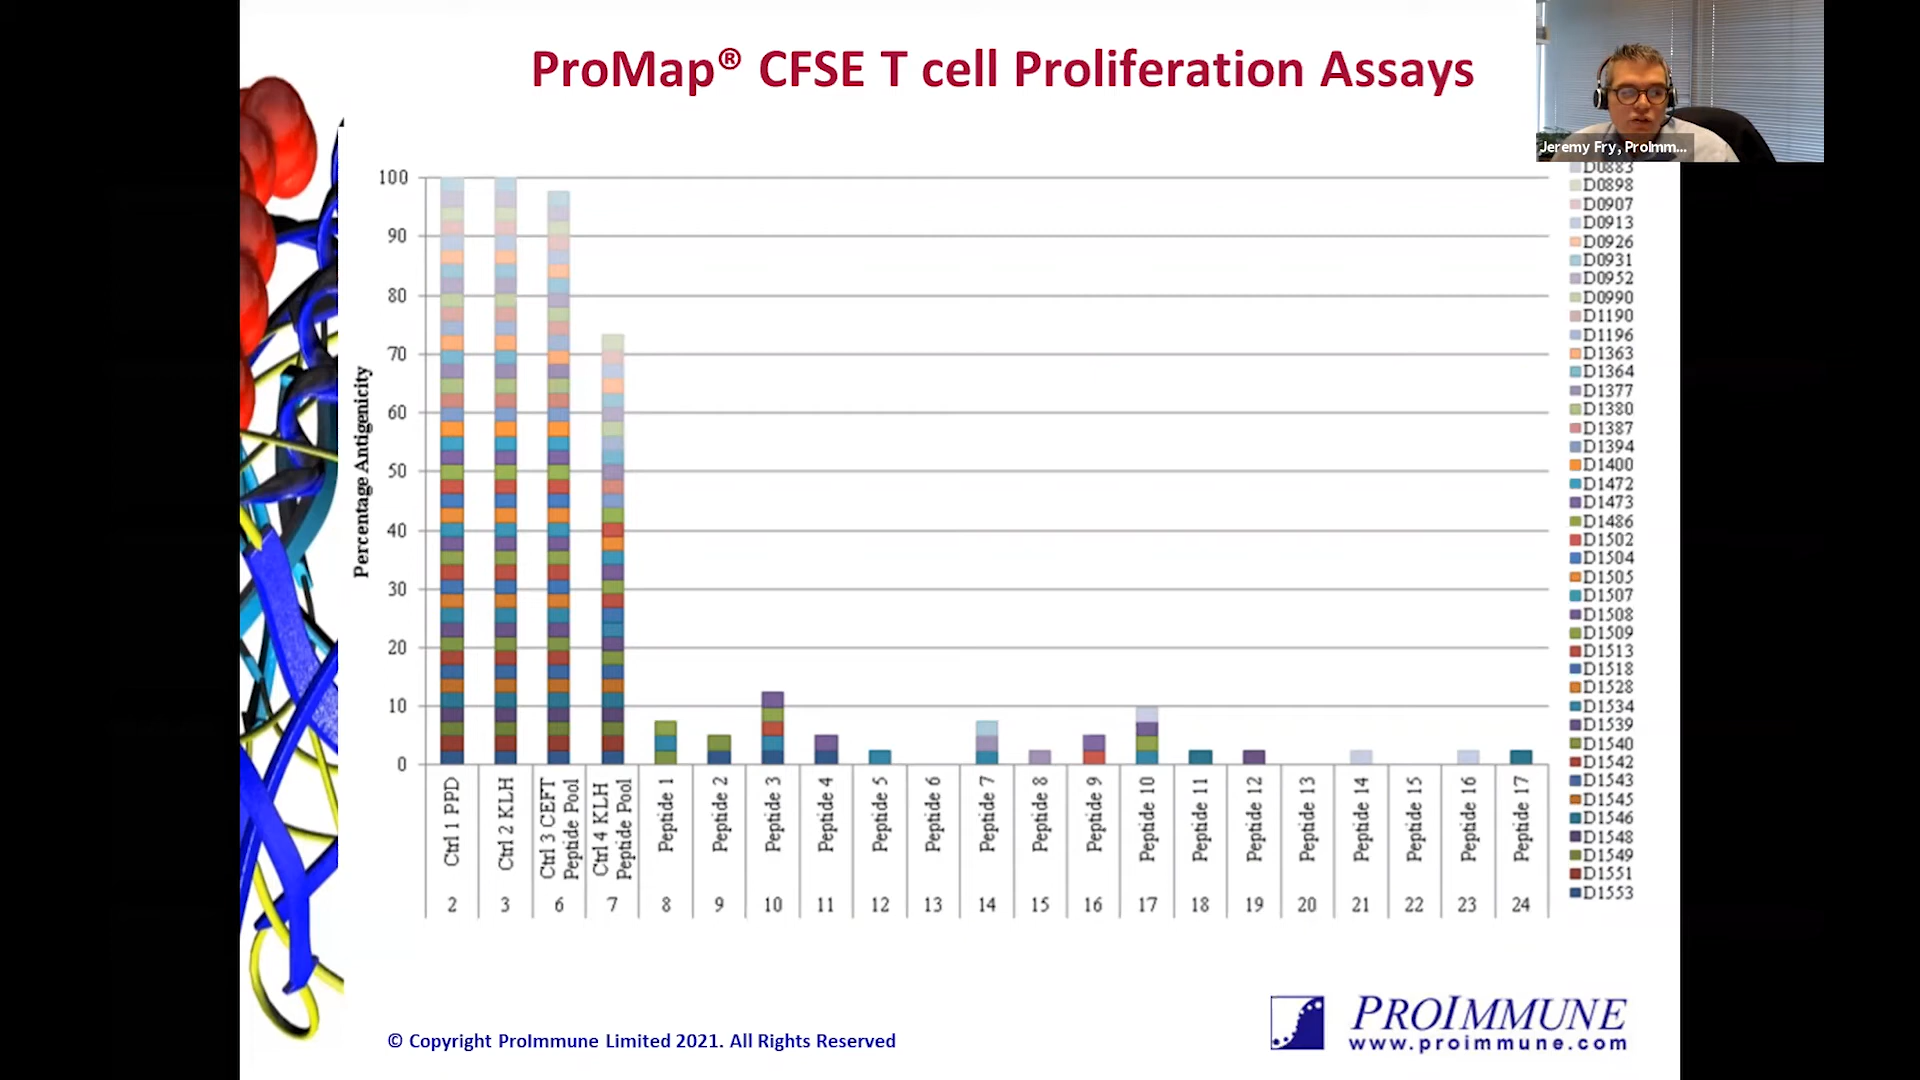 ProMap® CFSE T cell Proliferation Assays
Jeremy Fry, ProImm...
Percentage Antigenicity
100
90
80
70
60
50
40
30
20
10
0
Ctrl 1 PPD
Ctrl 2 KLH
Ctrl 3 CEFT
Peptide Pool
Ctrl 4 KLH
Peptide Pool
Peptide 1
Peptide 2
Peptide 3
Peptide 4
Peptide 5
Peptide 6
Peptide 7
Peptide 8
Peptide 9
Peptide 10
Peptide 11
Peptide 12
Peptide 13
Peptide 14
Peptide 15
Peptide 16
Peptide 17
2 3 6 7 8 9 10 11 12 13 14 15 16 17 18 19 20 21 22 23 24
D0883
D0898
D0907
D0913
D0926
D0931
D0952
D0990
D1190
D1196
D1363
D1364
D1377
D1380
D1387
D1394
D1400
D1472
D1473
D1486
D1502
D1504
D1505
D1507
D1508
D1509
D1513
D1518
D1528
D1534
D1539
D1540
D1542
D1543
D1545
D1546
D1548
D1549
D1551
D1553
© Copyright ProImmune Limited 2021. All Rights Reserved
PROIMMUNE
www.proimmune.com